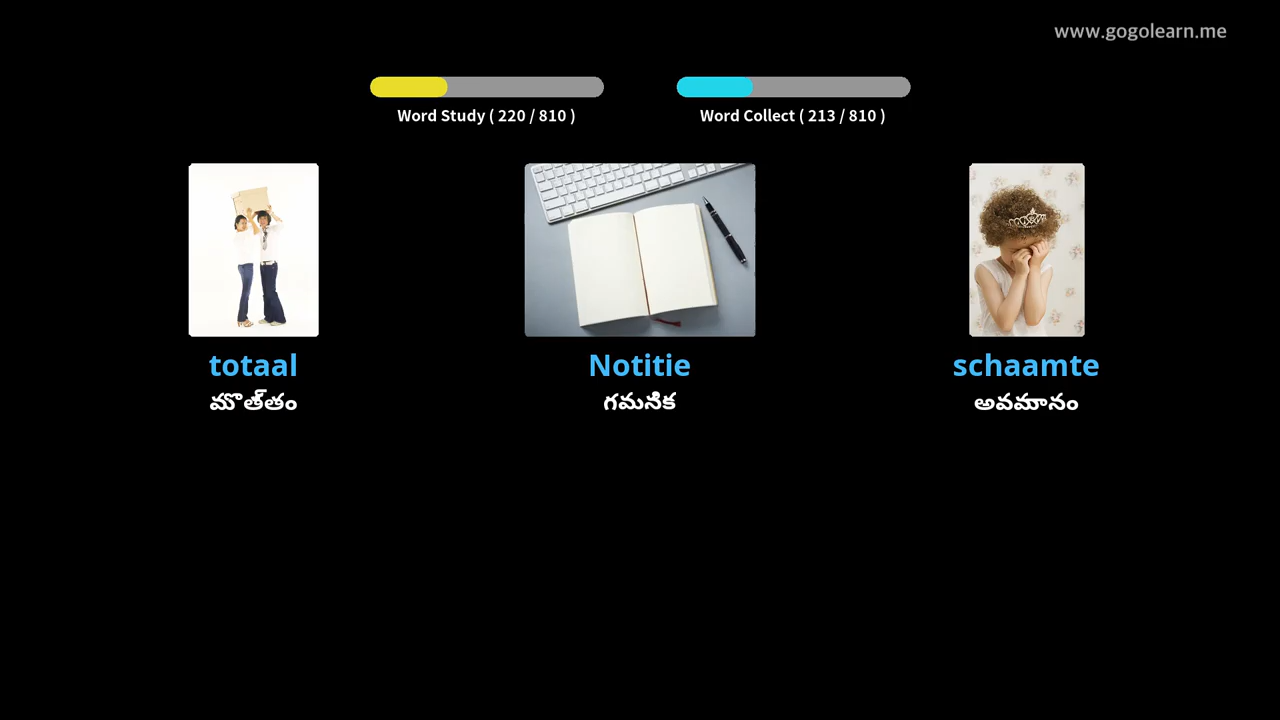 www.gogolearn.me
Word Study ( 220 / 810 )
Word Collect ( 213 / 810 )
totaal
Notitie
schaamte
మొత్తం
గమనిక
అవమానం